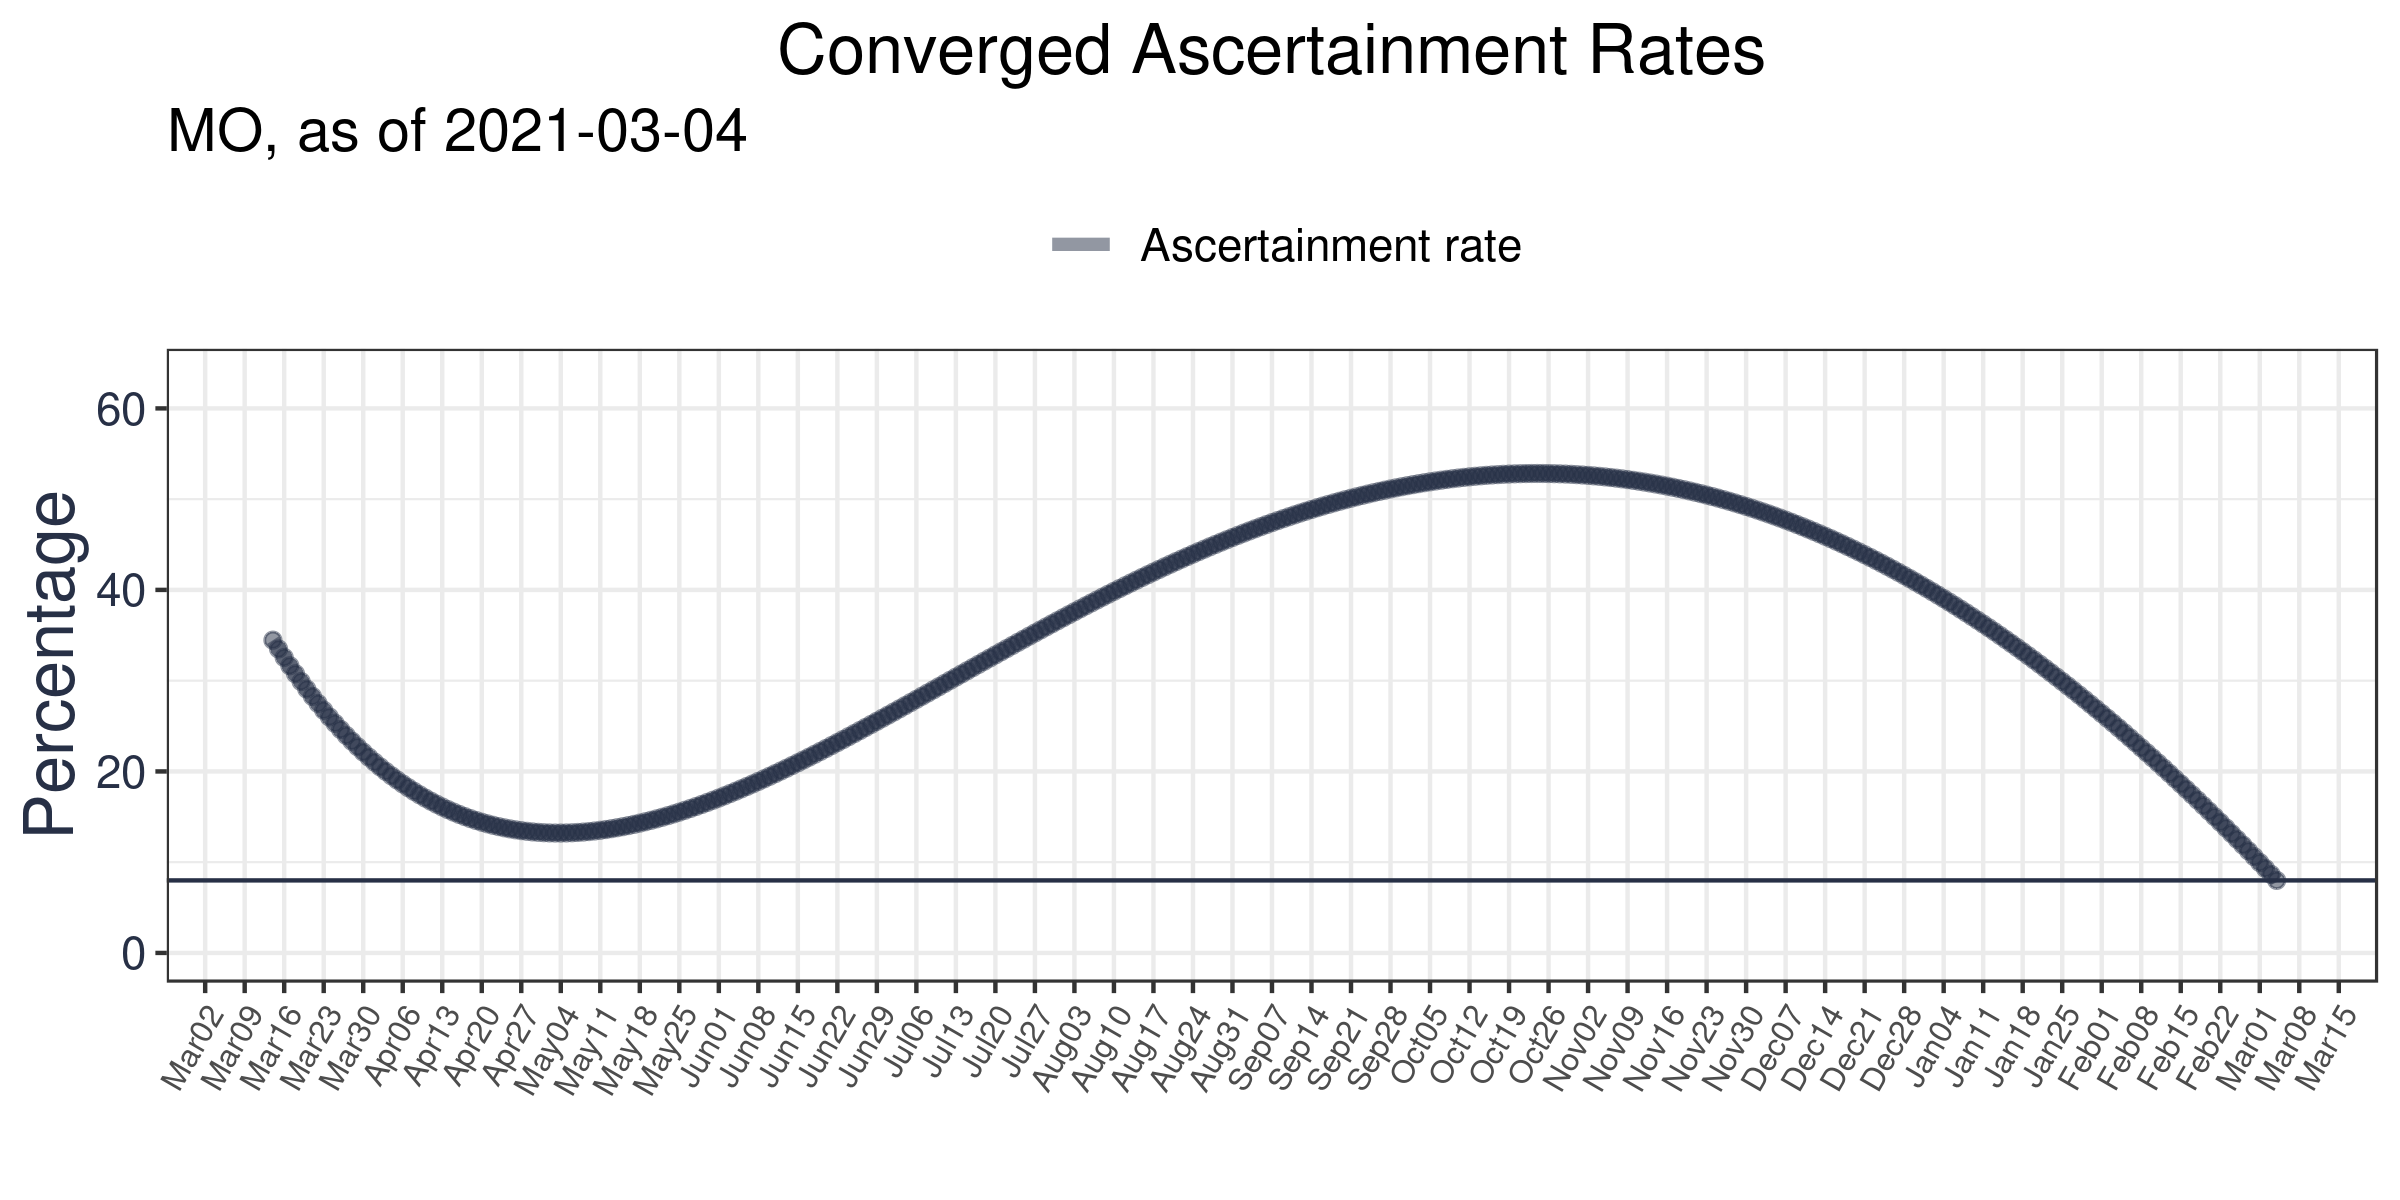 Converged Ascertainment Rates
MO, as of 2021-03-04
Ascertainment rate
Percentage
60
40
20
0
Mar02
Mar09
Mar16
Mar23
Mar30
Apr06
Apr13
Apr20
Apr27
May04
May11
May18
May25
Jun01
Jun08
Jun15
Jun22
Jun29
Jul06
Jul13
Jul20
Jul27
Aug03
Aug10
Aug17
Aug24
Aug31
Sep07
Sep14
Sep21
Sep28
Oct05
Oct12
Oct19
Oct26
Nov02
Nov09
Nov16
Nov23
Nov30
Dec07
Dec14
Dec21
Dec28
Jan04
Jan11
Jan18
Jan25
Feb01
Feb08
Feb15
Feb22
Mar01
Mar08
Mar15